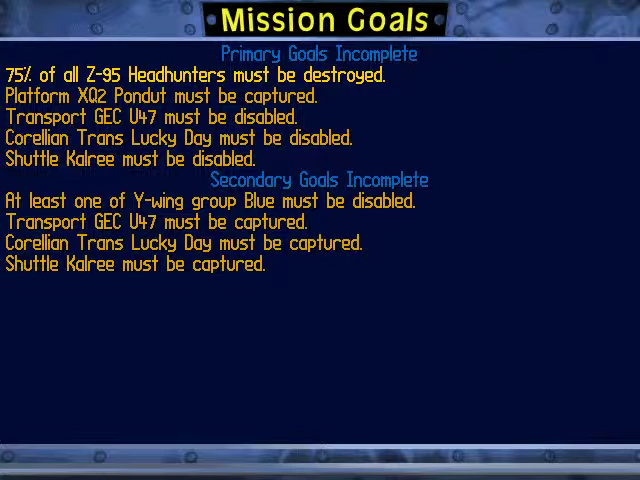 Mission Goals
Primary Goals Incomplete
75% of all Z-95 Headhunters must be destroyed.
Platform XQ2 Pondut must be captured.
Transport GEC U47 must be disabled.
Corellian Trans Lucky Day must be disabled.
Shuttle Kalree must be disabled.
Secondary Goals Incomplete
At least one of Y-wing group Blue must be disabled.
Transport GEC U47 must be captured.
Corellian Trans Lucky Day must be captured.
Shuttle Kalree must be captured.